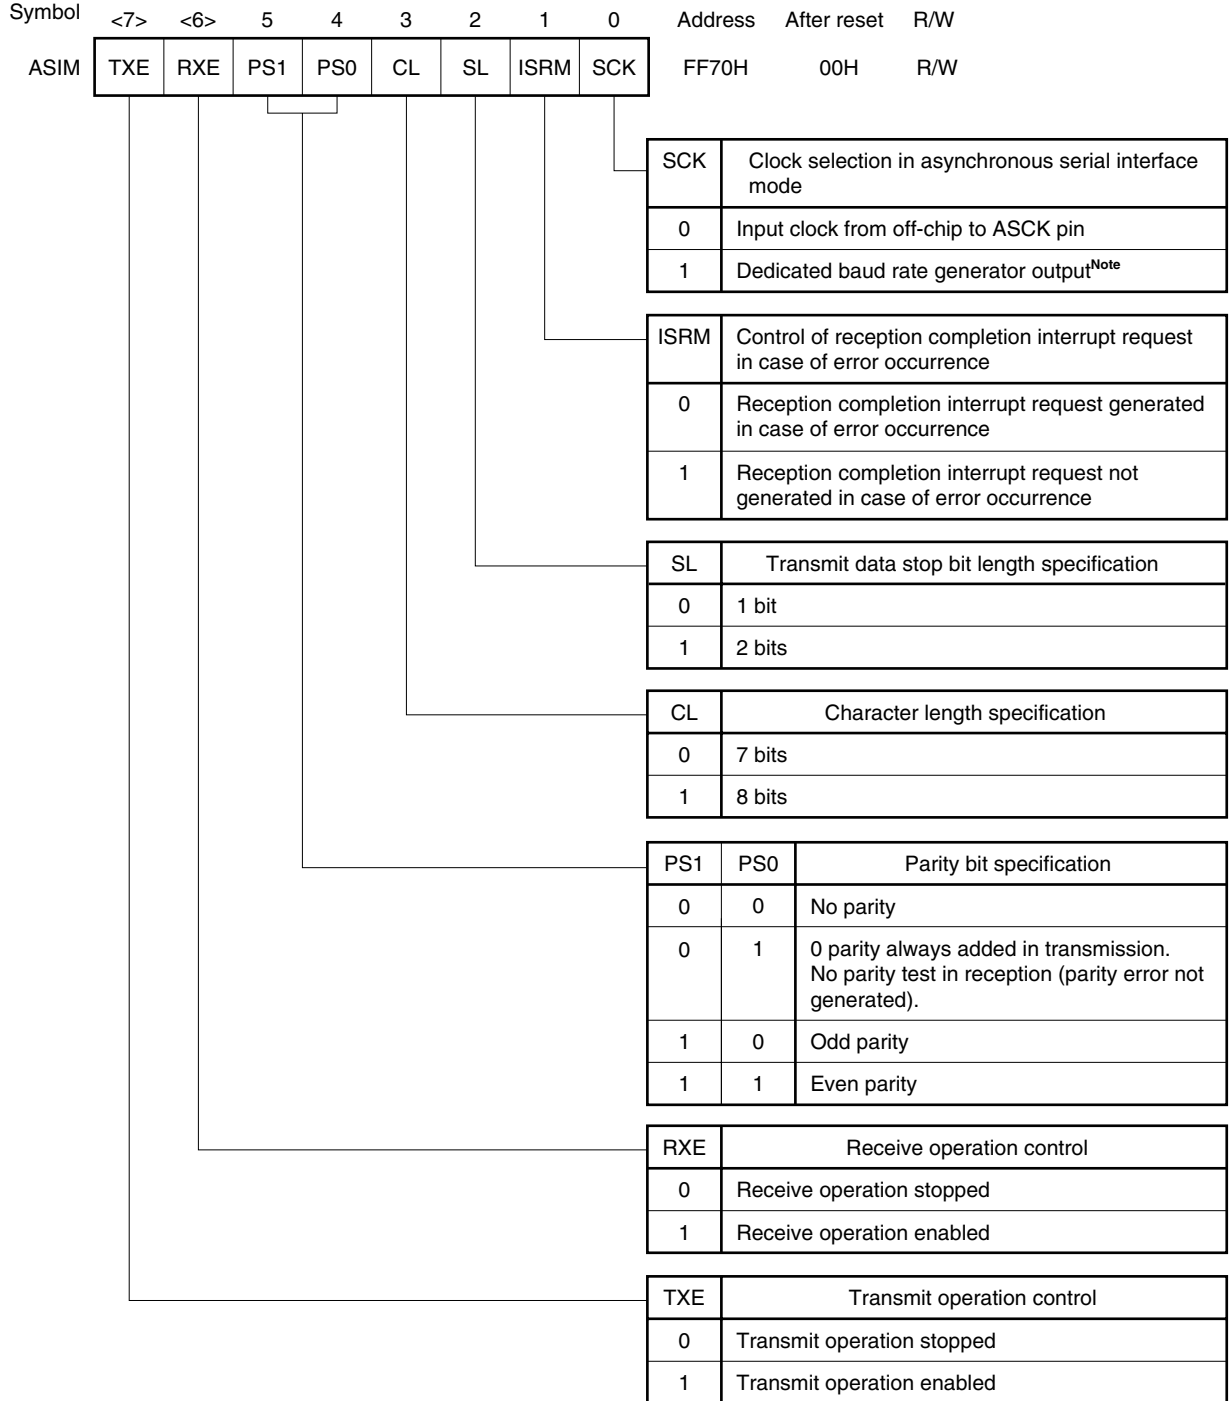 Symbol <7> <6> 5 4 3 2 1 0 Address After reset R/W
ASIM TXE RXE PS1 PS0 CL SL ISRM SCK FF70H 00H R/W
SCK Clock selection in asynchronous serial interface
mode
0 Input clock from off-chip to ASCK pin
1 Dedicated baud rate generator outputNote
ISRM Control of reception completion interrupt request
in case of error occurrence
0 Reception completion interrupt request generated
in case of error occurrence
1 Reception completion interrupt request not
generated in case of error occurrence
SL Transmit data stop bit length specification
0 1 bit
1 2 bits
CL Character length specification
0 7 bits
1 8 bits
PS1 PS0 Parity bit specification
0 0 No parity
0 1 0 parity always added in transmission.
No parity test in reception (parity error not
generated).
1 0 Odd parity
1 1 Even parity
RXE Receive operation control
0 Receive operation stopped
1 Receive operation enabled
TXE Transmit operation control
0 Transmit operation stopped
1 Transmit operation enabled